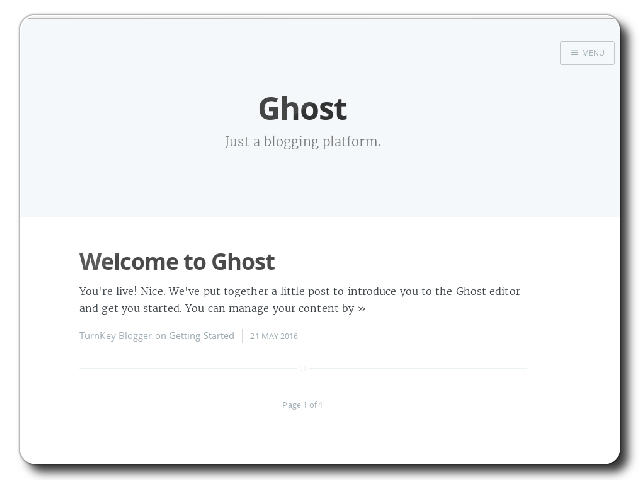 MENU
Ghost
Just a blogging platform.
Welcome to Ghost
You're live! Nice. We've put together a little post to introduce you to the Ghost editor
and get you started. You can manage your content by »
TurnKey Blogger on Getting Started 21 MAY 2016
Page 1 of 1